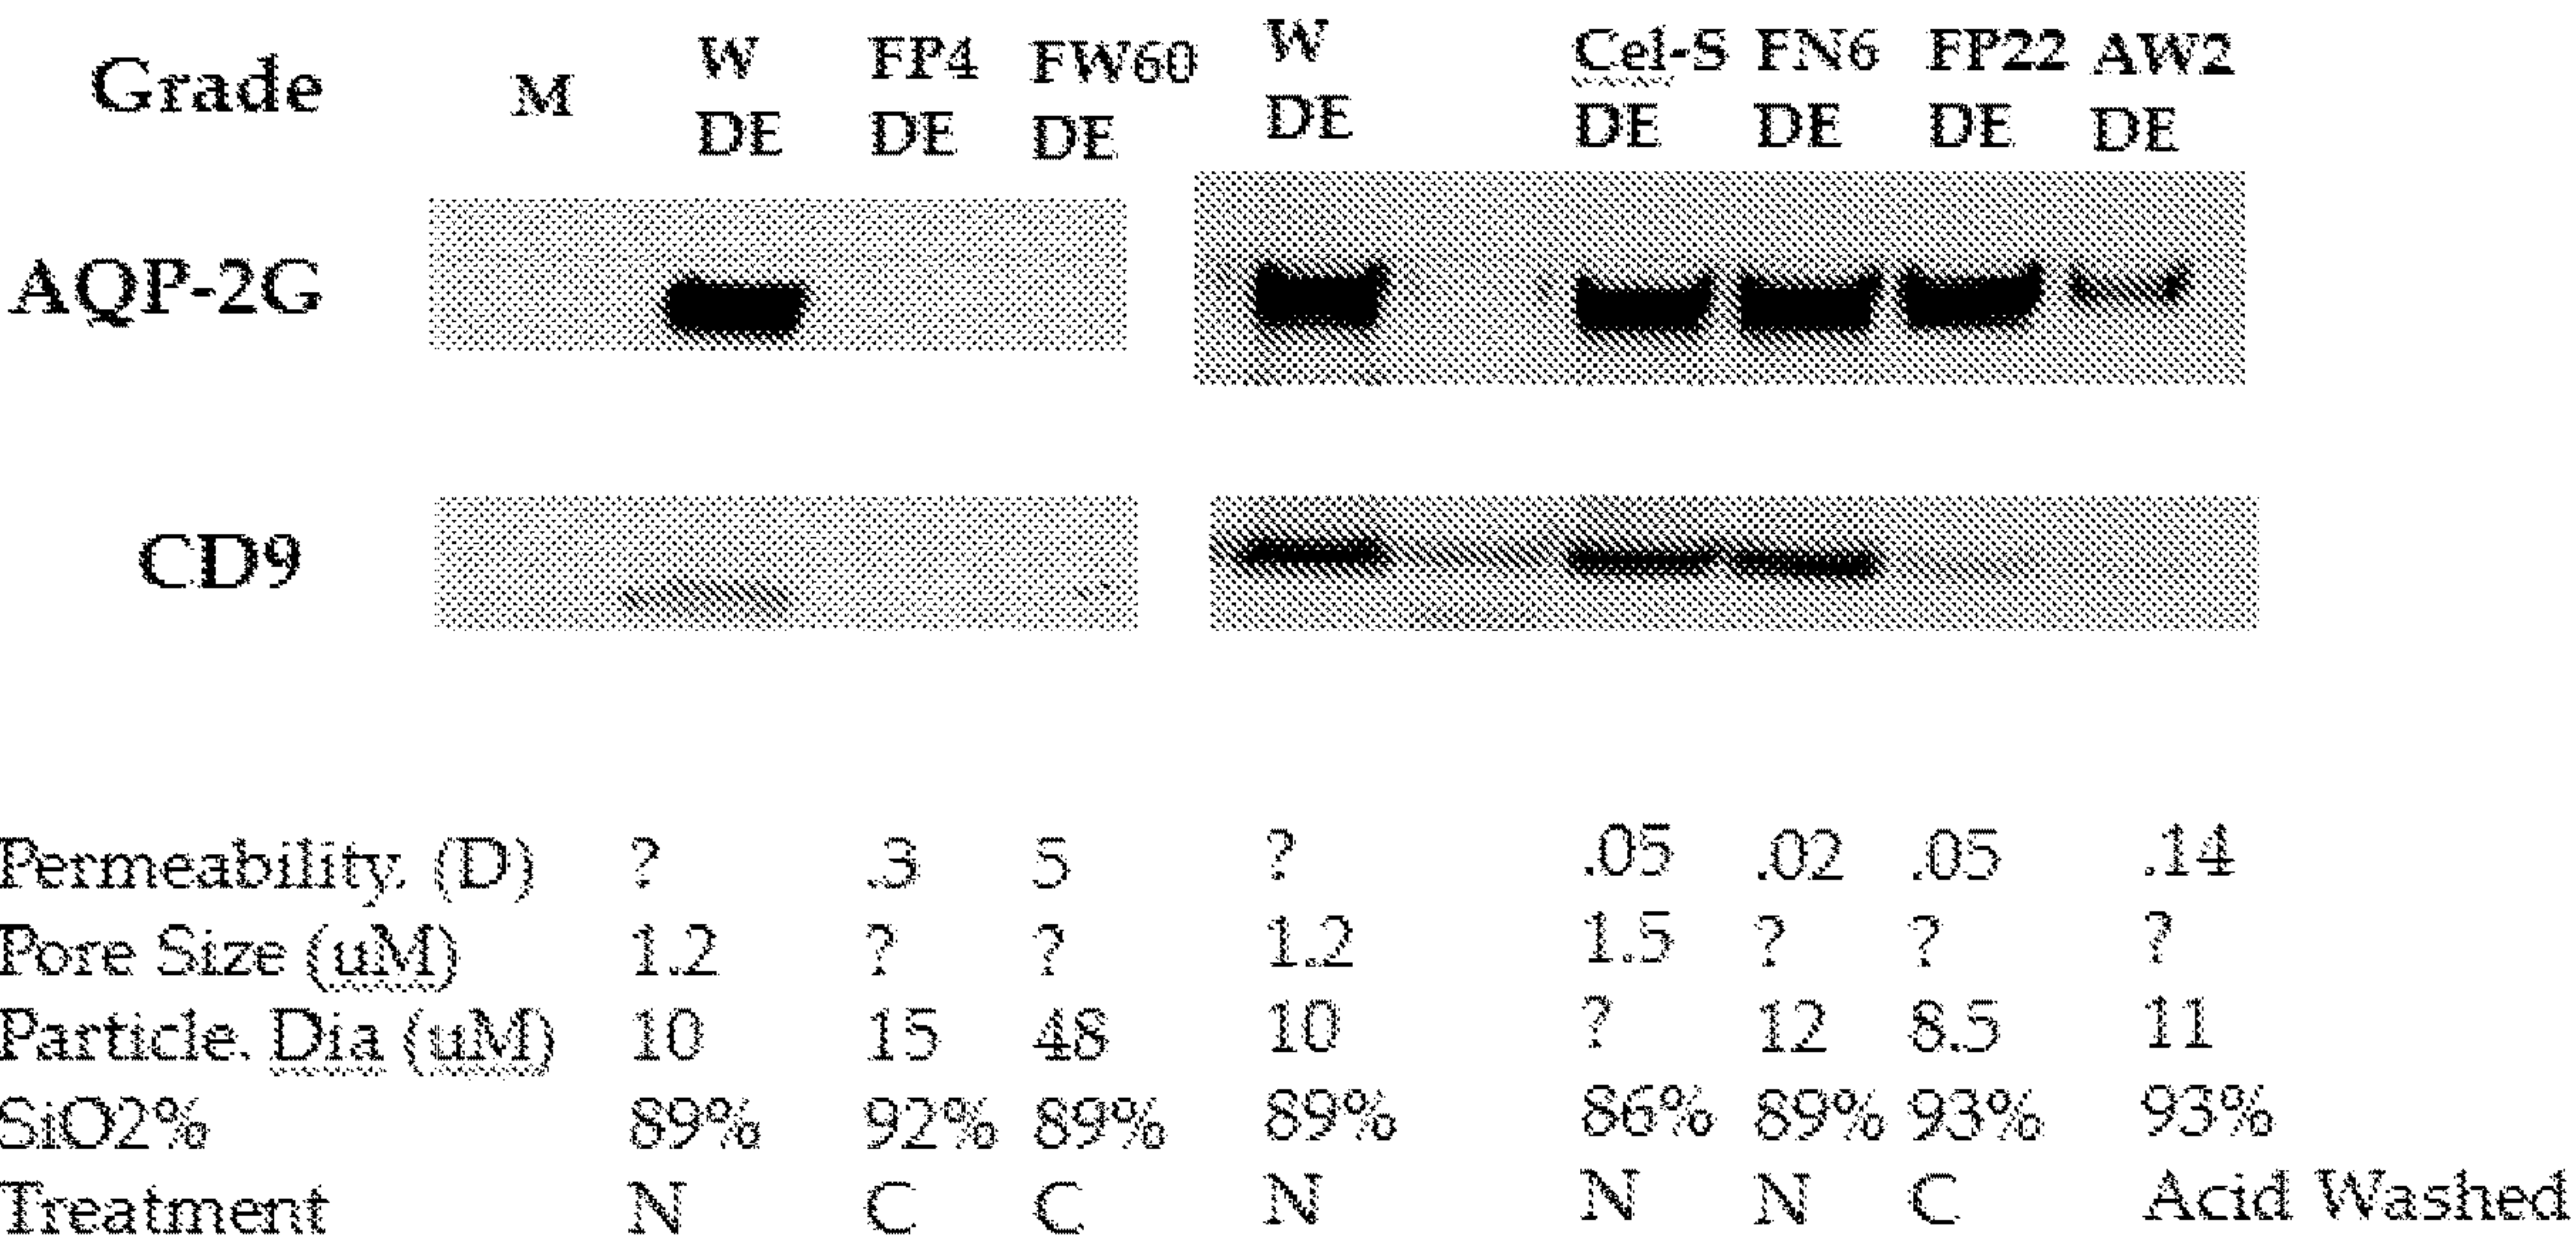 Grade M W DE FP4 DE FW60 DE W DE Cel-S DE FN6 DE FP22 DE AW2 DE
AQP-2G
CD9
Permeability. (D) ? .3 5 ? .05 .02 .05 .14
Pore Size (uM) 1.2 ? ? 1.2 1.5 ? ? ?
Particle. Dia (uM) 10 15 48 10 ? 12 8.5 11
SiO2% 89% 92% 89% 89% 86% 89% 93% 93%
Treatment N C C N N N C Acid Washed